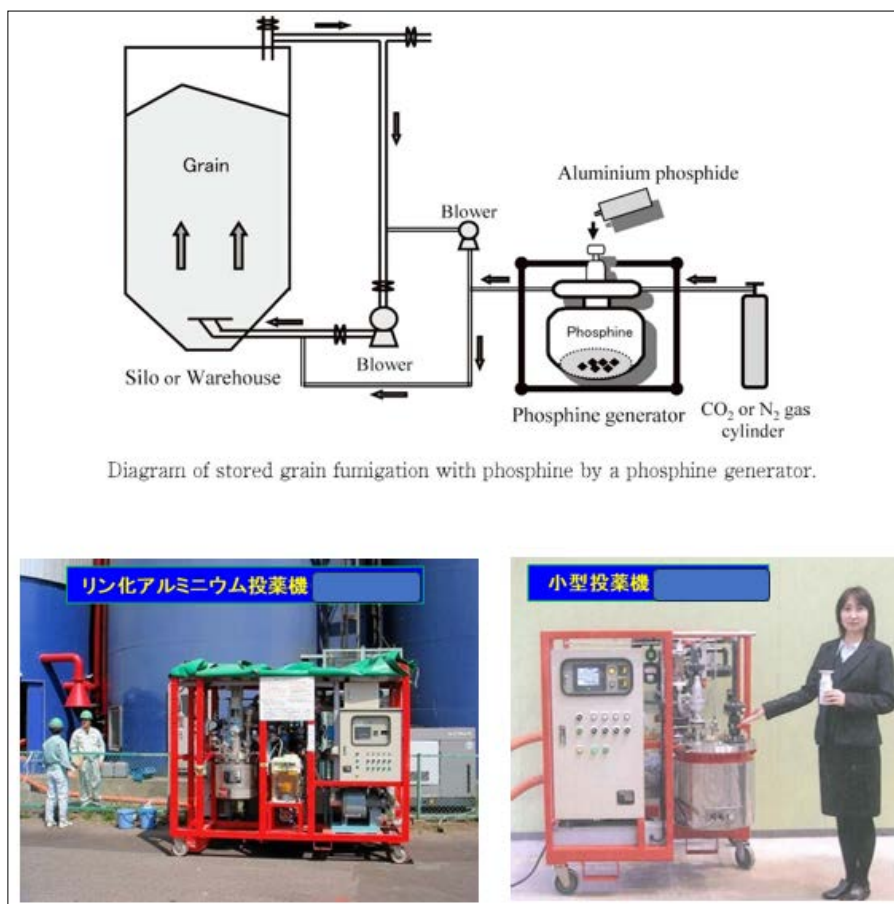 Grain
Aluminium phosphide
Blower
Phosphine
Blower
Silo or Warehouse
Phosphine generator
CO₂ or N₂ gas
cylinder
Diagram of stored grain fumigation with phosphine by a phosphine generator.
リン化アルミニウム投薬機
小型投薬機